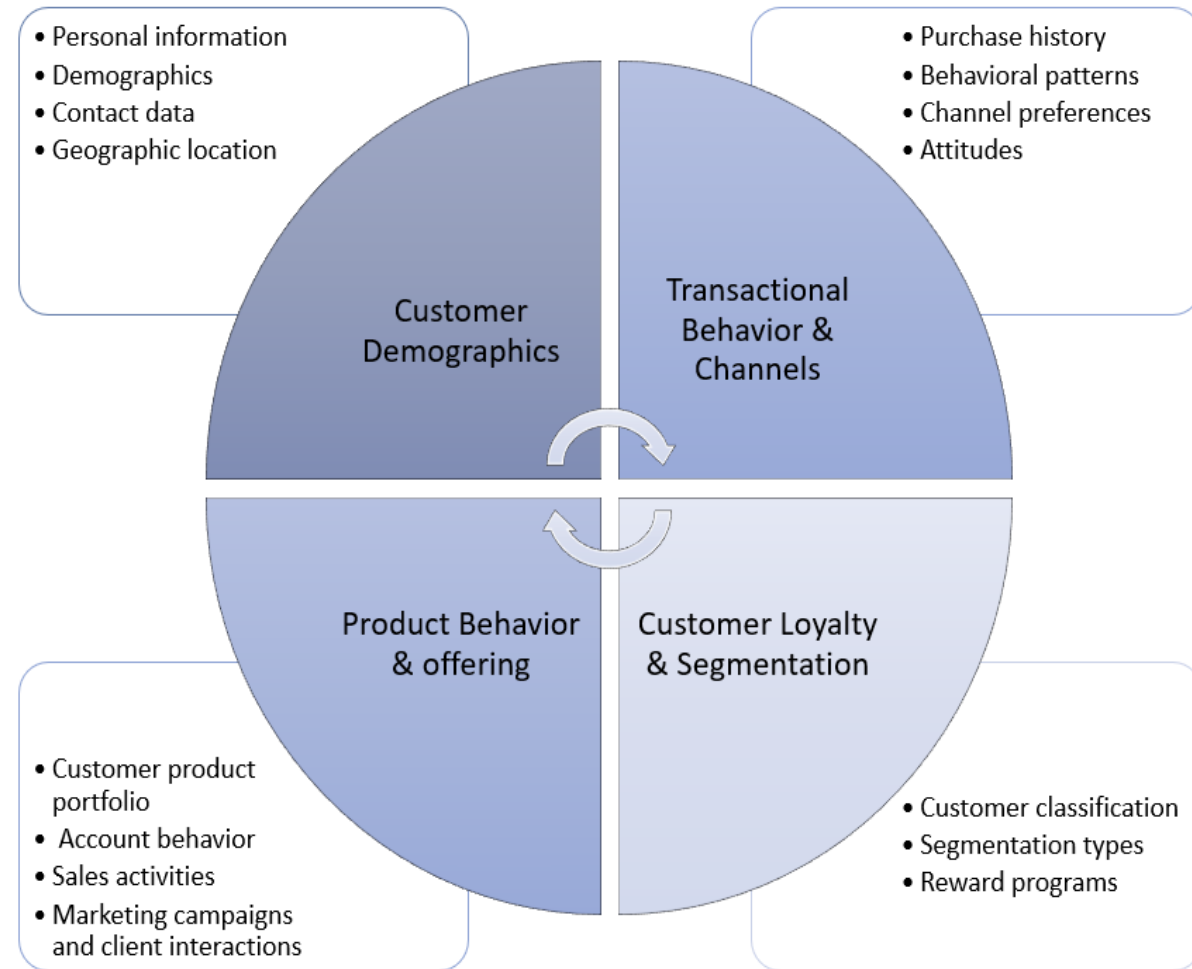 • Personal information
• Demographics
• Contact data
• Geographic location
• Purchase history
• Behavioral patterns
• Channel preferences
• Attitudes
Customer
Demographics
Transactional
Behavior &
Channels
Product Behavior
& offering
Customer Loyalty
& Segmentation
• Customer product
portfolio
• Account behavior
• Sales activities
• Marketing campaigns
and client interactions
• Customer classification
• Segmentation types
• Reward programs